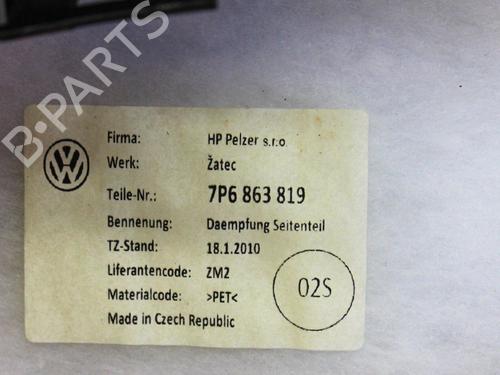 B-PARTS
Firma: HP Pelzer s.r.o.
Werk: Žatec
Teile-Nr.: 7P6 863 819
Bennenung: Daempfung Seitenteil
TZ-Stand: 18.1.2010
Liferantencode: ZM2
Materialcode: >PET<
Made in Czech Republic
02S